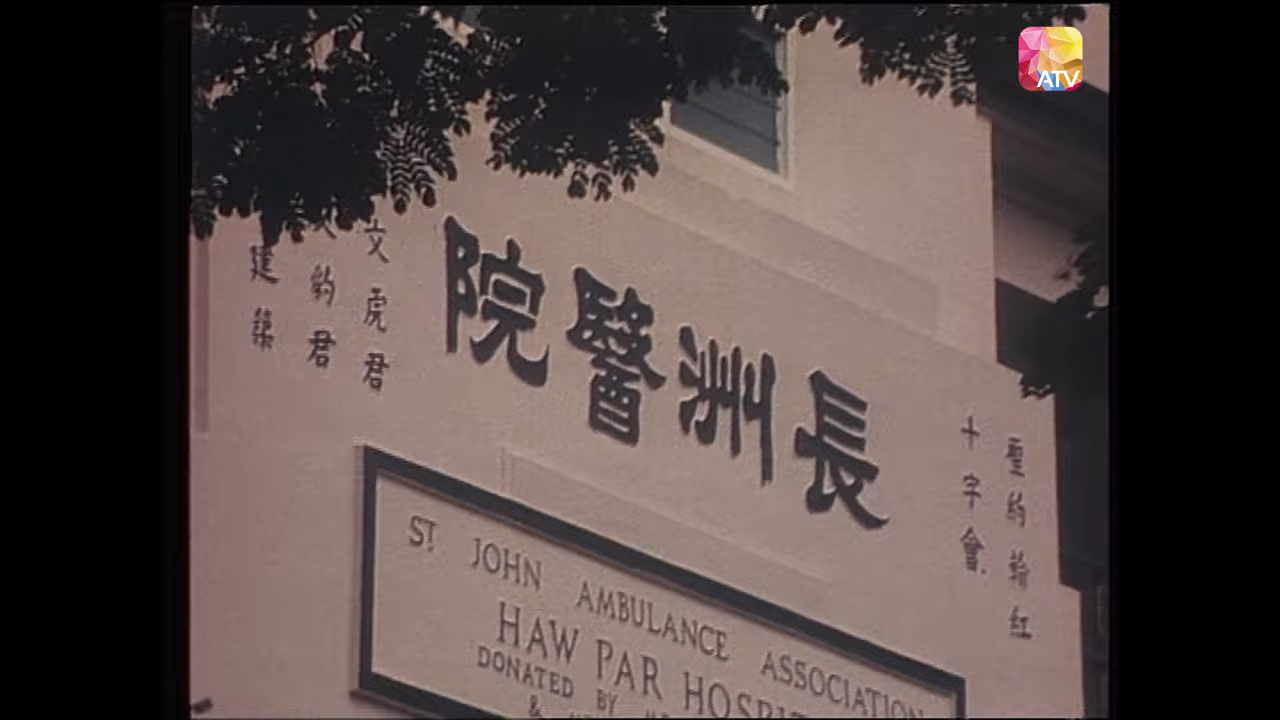 ATV
聖約翰紅
十字會
長洲醫院
文虎君
豹君
建築
ST. JOHN AMBULANCE ASSOCIATION
HAW PAR
DONATED BY
&